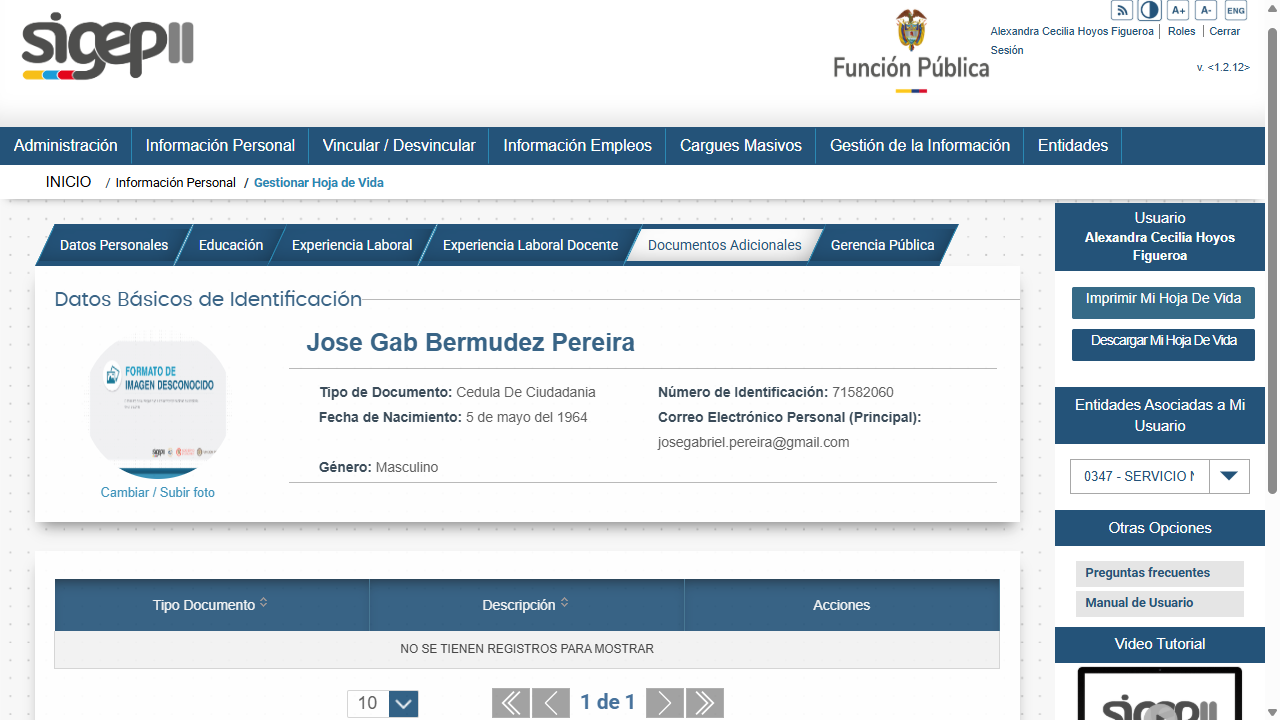 sigep II
Función Pública
A+ A- ENG
Alexandra Cecilia Hoyos Figueroa | Roles | Cerrar
Sesión
v. <1.2.12>
Administración Información Personal Vincular / Desvincular Información Empleos Cargues Masivos Gestión de la Información Entidades
INICIO / Información Personal / Gestionar Hoja de Vida
Datos Personales Educación Experiencia Laboral Experiencia Laboral Docente Documentos Adicionales Gerencia Pública
Datos Básicos de Identificación
Jose Gab Bermudez Pereira
FORMATO DE
IMAGEN DESCONOCIDO
Tipo de Documento: Cedula De Ciudadania
Número de Identificación: 71582060
Fecha de Nacimiento: 5 de mayo del 1964
Correo Electrónico Personal (Principal):
josegabriel.pereira@gmail.com
Género: Masculino
Cambiar / Subir foto
Tipo Documento Descripción Acciones
NO SE TIENEN REGISTROS PARA MOSTRAR
10 1 de 1
Usuario
Alexandra Cecilia Hoyos
Figueroa
Imprimir Mi Hoja De Vida
Descargar Mi Hoja De Vida
Entidades Asociadas a Mi
Usuario
0347 - SERVICIO N
Otras Opciones
Preguntas frecuentes
Manual de Usuario
Video Tutorial
sigep II